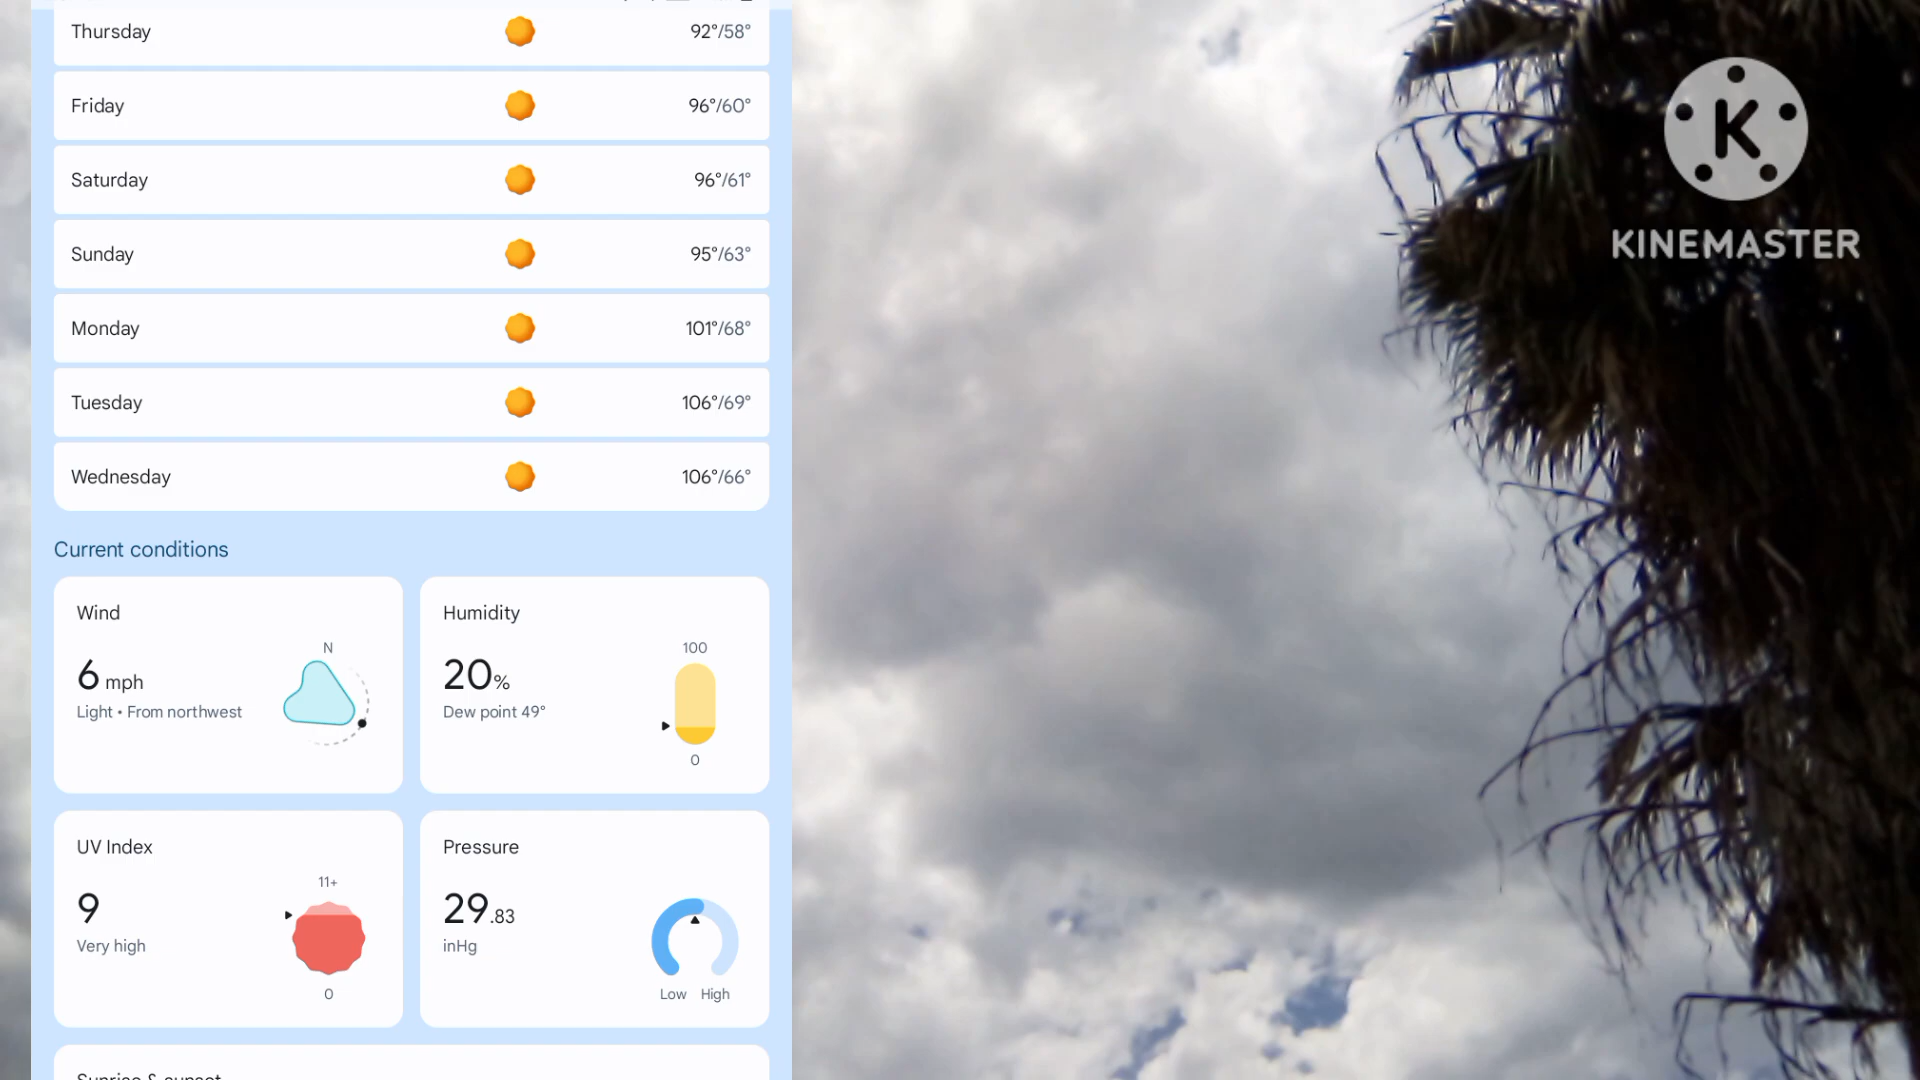 Thursday 92°/58°
Friday 96°/60°
Saturday 96°/61°
Sunday 95°/63°
Monday 101°/68°
Tuesday 106°/69°
Wednesday 106°/66°
Current conditions
Wind
N
6 mph
Light • From northwest
Humidity
100
20%
Dew point 49°
0
UV Index
11+
9
Very high
0
Pressure
29.83
inHg
Low High
Sunrise & sunset
K
KINEMASTER